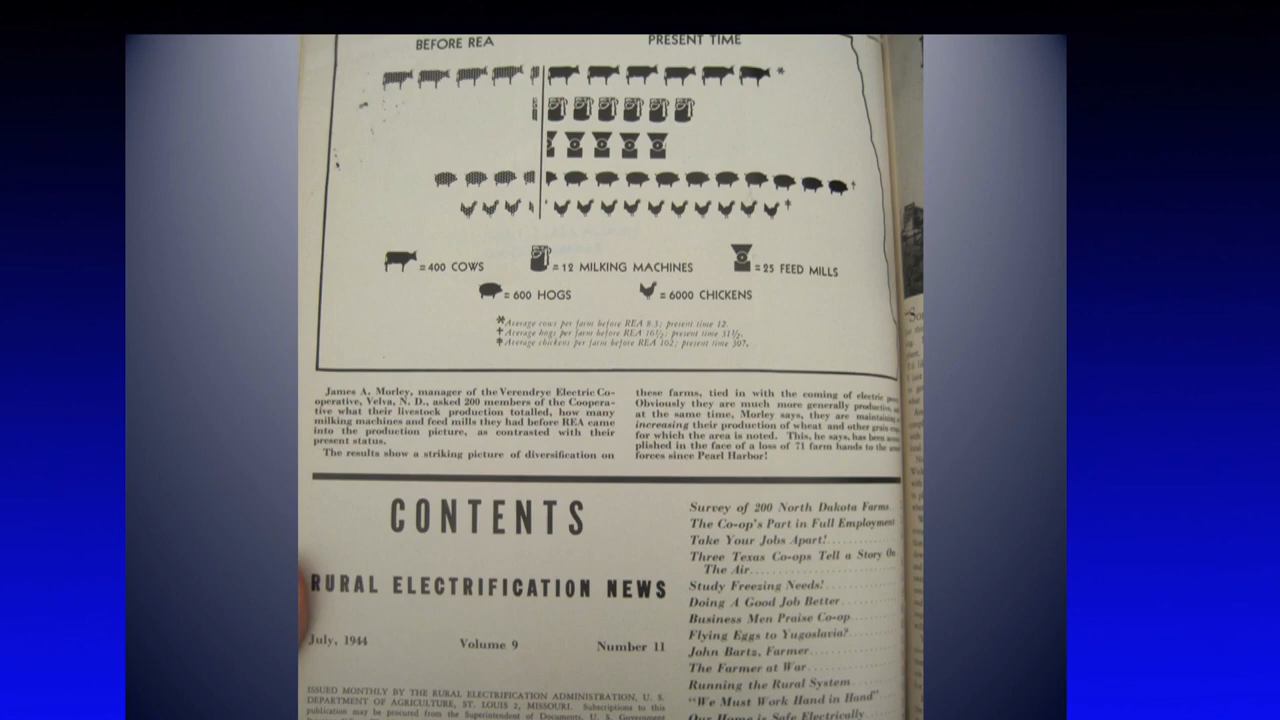 BEFORE REA
PRESENT TIME
*
†
‡
= 400 COWS
= 12 MILKING MACHINES
= 25 FEED MILLS
= 600 HOGS
= 6000 CHICKENS
*Average cows per farm before REA 8.3; present time 12.
†Average hogs per farm before REA 16½; present time 31½.
‡Average chickens per farm before REA 102; present time 307.
James A. Morley, manager of the Verendrye Electric Co-
operative, Velva, N. D., asked 200 members of the Coopera-
tive what their livestock production totalled, how many
milking machines and feed mills they had before REA came
into the production picture, as contrasted with their
present status.
The results show a striking picture of diversification on
these farms, tied in with the coming of electric
Obviously they are much more generally productive,
at the same time, Morley says, they are maintaining
increasing their production of wheat and other grain
for which the area is noted. This, he says, has been
plished in the face of a loss of 71 farm hands to the
forces since Pearl Harbor!
CONTENTS
RURAL ELECTRIFICATION NEWS
July, 1944 Volume 9 Number 11
ISSUED MONTHLY BY THE RURAL ELECTRIFICATION ADMINISTRATION, U. S.
DEPARTMENT OF AGRICULTURE, ST. LOUIS 2, MISSOURI. Subscriptions to this
publication may be procured from the Superintendent of Documents, U. S. Government
Survey of 200 North Dakota Farms
The Co-op's Part in Full Employment
Take Your Jobs Apart!
Three Texas Co-ops Tell a Story On
The Air
Study Freezing Needs!
Doing A Good Job Better
Business Men Praise Co-op
Flying Eggs to Yugoslavia?
John Bartz, Farmer
The Farmer at War
Running the Rural System
"We Must Work Hand in Hand"
Our Home is Safe Electrically